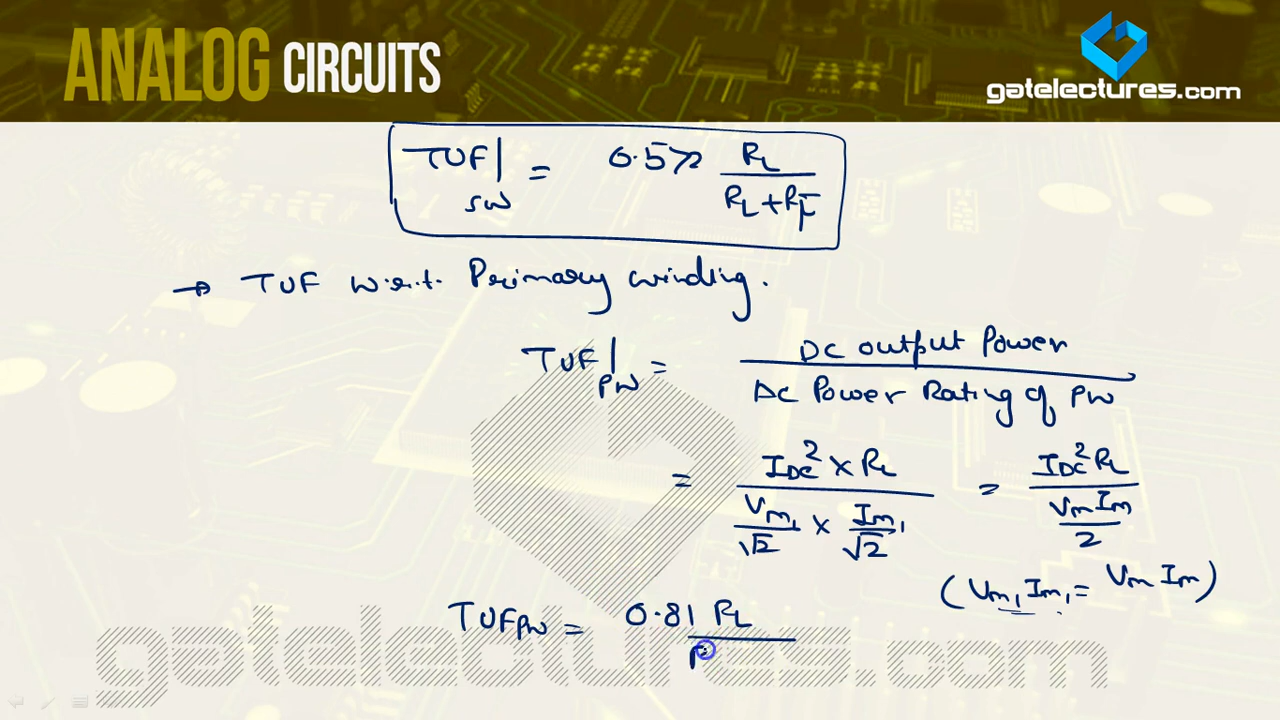 ANALOG CIRCUITS
gatelectures.com
TUF|SW = 0.57 RL / (RL + RF)
→ TUF w.r.t. Primary winding.
TUF|PW = DC output Power / DC Power Rating of PW
= IDC² × RL / (Vm1/√2 × Im1/√2) = IDC² RL / (Vm Im / 2)
(Vm1 Im1 = Vm Im)
TUFPW = 0.81 RL /
gatelectures.com